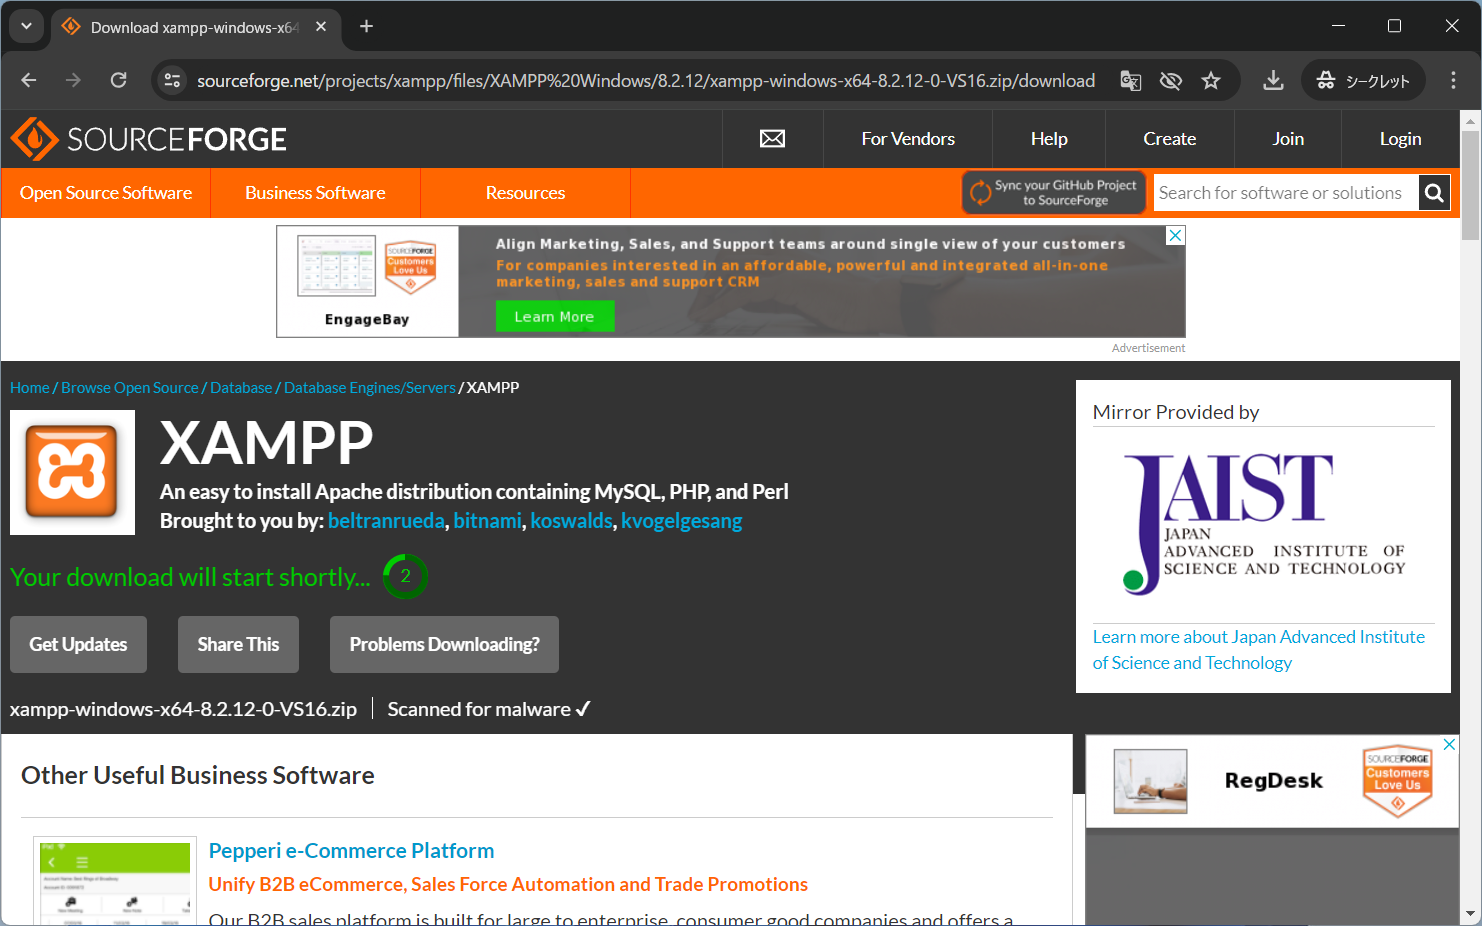 Download xampp-windows-x64
sourceforge.net/projects/xampp/files/XAMPP%20Windows/8.2.12/xampp-windows-x64-8.2.12-0-VS16.zip/download
シークレット
SOURCEFORGE
For Vendors
Help
Create
Join
Login
Open Source Software
Business Software
Resources
Sync your GitHub Project
to SourceForge
Search for software or solutions
SOURCEFORGE
Customers
Love Us
EngageBay
Align Marketing, Sales, and Support teams around single view of your customers
For companies interested in an affordable, powerful and integrated all-in-one
marketing, sales and support CRM
Learn More
Advertisement
Home / Browse Open Source / Database / Database Engines/Servers / XAMPP
XAMPP
An easy to install Apache distribution containing MySQL, PHP, and Perl
Brought to you by: beltranrueda, bitnami, koswalds, kvogelgesang
Your download will start shortly... 2
Get Updates
Share This
Problems Downloading?
xampp-windows-x64-8.2.12-0-VS16.zip
Scanned for malware ✓
Mirror Provided by
JAIST
JAPAN
ADVANCED INSTITUTE OF
SCIENCE AND TECHNOLOGY
Learn more about Japan Advanced Institute
of Science and Technology
Other Useful Business Software
Pepperi e-Commerce Platform
Unify B2B eCommerce, Sales Force Automation and Trade Promotions
Our B2B sales platform is built for large to enterprise, consumer good companies and offers a
RegDesk
SOURCEFORGE
Customers
Love Us